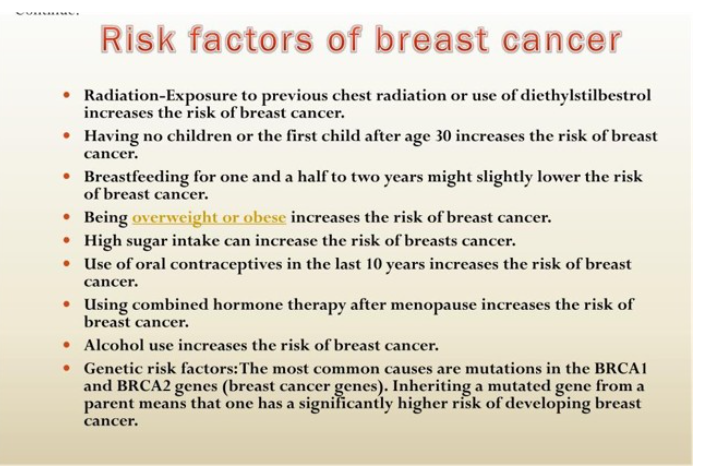 Risk factors of breast cancer
• Radiation-Exposure to previous chest radiation or use of diethylstilbestrol
increases the risk of breast cancer.
• Having no children or the first child after age 30 increases the risk of breast
cancer.
• Breastfeeding for one and a half to two years might slightly lower the risk
of breast cancer.
• Being overweight or obese increases the risk of breast cancer.
• High sugar intake can increase the risk of breasts cancer.
• Use of oral contraceptives in the last 10 years increases the risk of breast
cancer.
• Using combined hormone therapy after menopause increases the risk of
breast cancer.
• Alcohol use increases the risk of breast cancer.
• Genetic risk factors:The most common causes are mutations in the BRCA1
and BRCA2 genes (breast cancer genes). Inheriting a mutated gene from a
parent means that one has a significantly higher risk of developing breast
cancer.